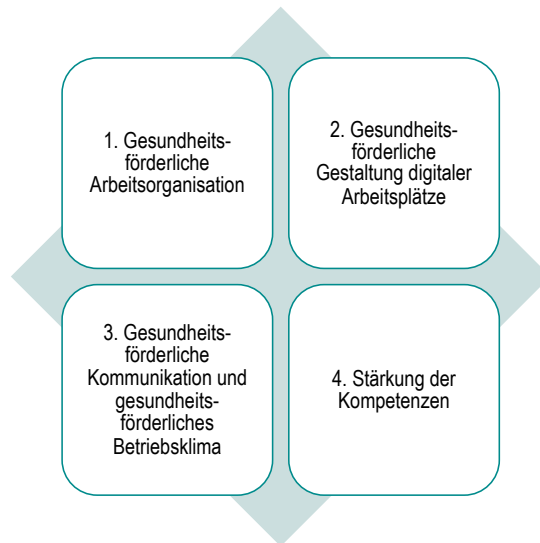 1. Gesundheits-
förderliche
Arbeitsorganisation
2. Gesundheits-
förderliche
Gestaltung digitaler
Arbeitsplätze
3. Gesundheits-
förderliche
Kommunikation und
gesundheits-
förderliches
Betriebsklima
4. Stärkung der
Kompetenzen